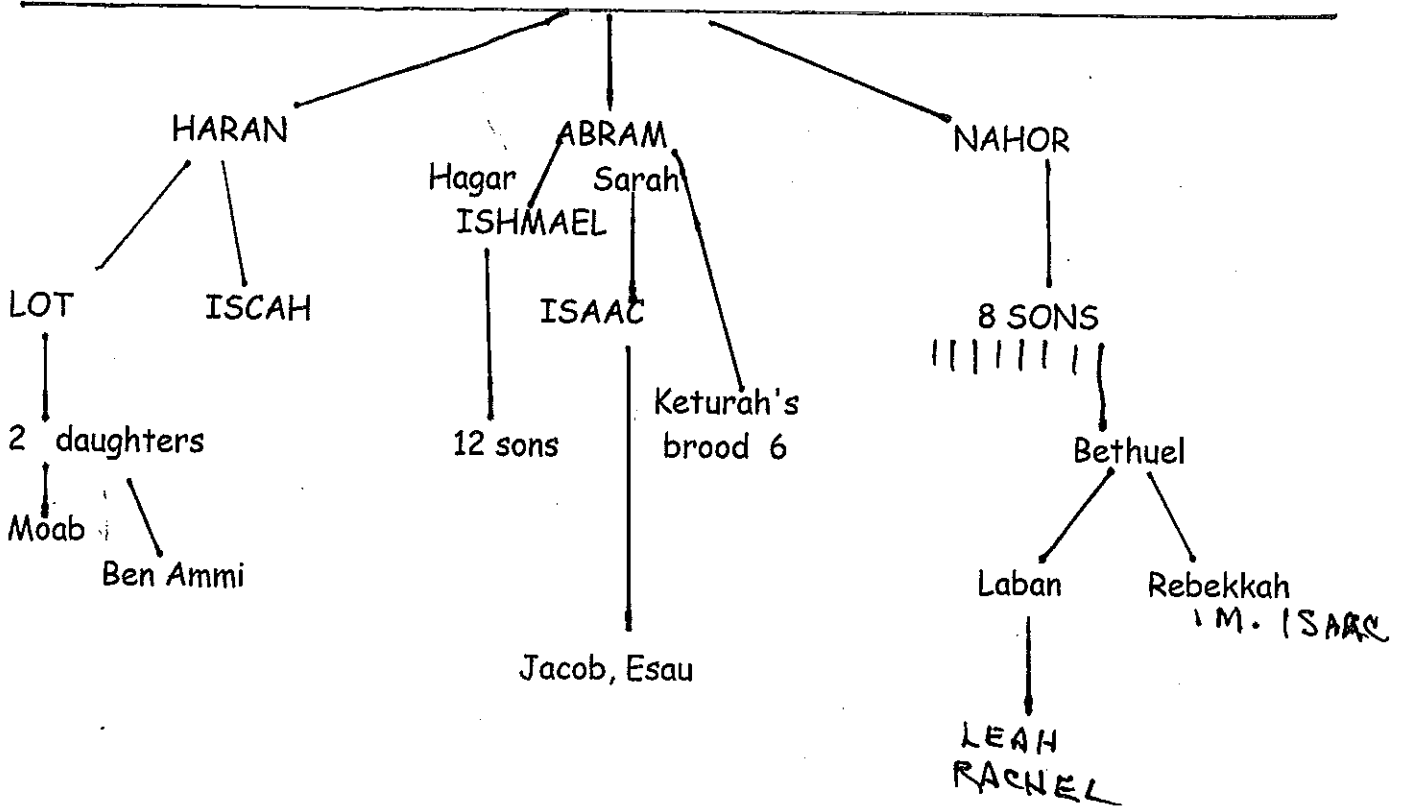 HARAN
ABRAM
NAHOR
Hagar
Sarah
ISHMAEL
LOT
ISCAH
ISAAC
8 SONS
Keturah's
brood 6
2 daughters
12 sons
Bethuel
Moab
Ben Ammi
Laban
Rebekkah
M. ISAAC
Jacob, Esau
LEAH
RACHEL